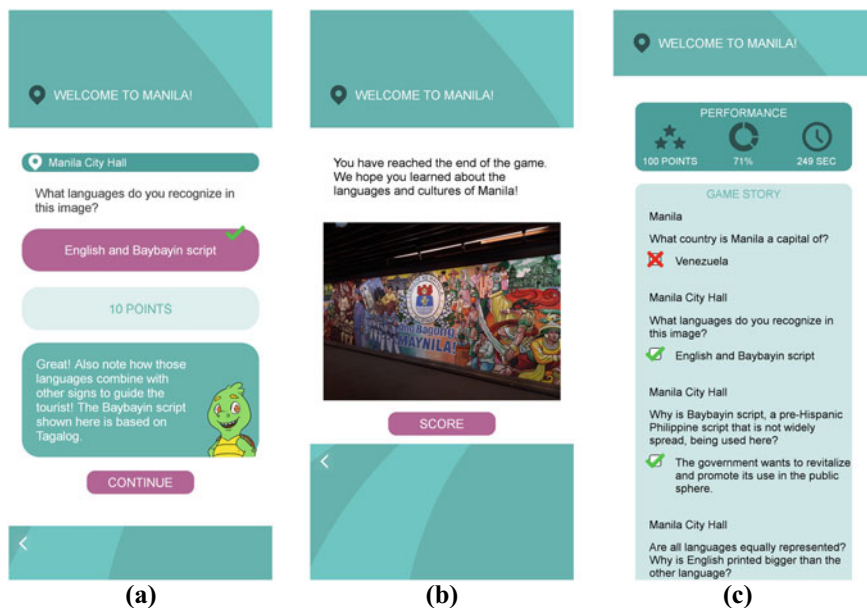 WELCOME TO MANILA!
Manila City Hall
What languages do you recognize in
this image?
English and Baybayin script
10 POINTS
Great! Also note how those
languages combine with
other signs to guide the
tourist! The Baybayin script
shown here is based on
Tagalog.
CONTINUE
(a)
WELCOME TO MANILA!
You have reached the end of the game.
We hope you learned about the
languages and cultures of Manila!
Bagong
MAYNILA!
SCORE
(b)
WELCOME TO MANILA!
PERFORMANCE
100 POINTS 71% 249 SEC
GAME STORY
Manila
What country is Manila a capital of?
Venezuela
Manila City Hall
What languages do you recognize in
this image?
English and Baybayin script
Manila City Hall
Why is Baybayin script, a pre-Hispanic
Philippine script that is not widely
spread, being used here?
The government wants to revitalize
and promote its use in the public
sphere.
Manila City Hall
Are all languages equally represented?
Why is English printed bigger than the
other language?
(c)